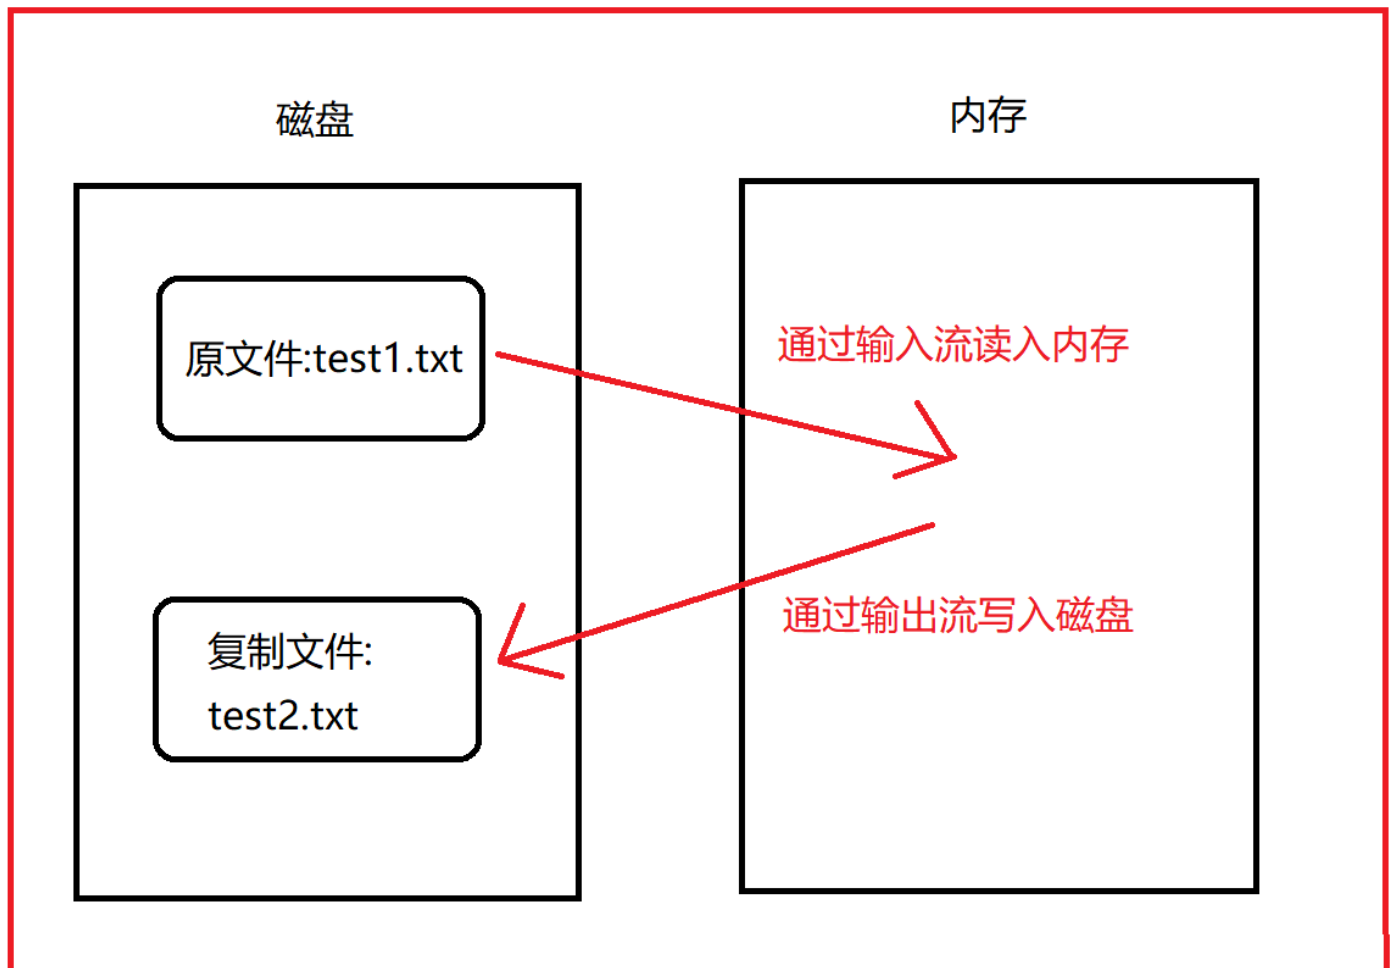 磁盘
内存
原文件:test1.txt
通过输入流读入内存
通过输出流写入磁盘
复制文件:
test2.txt